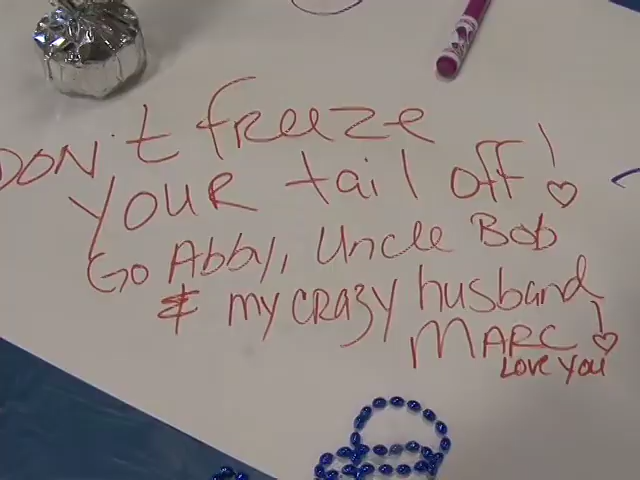 DON't freeze
your tail off!
Go Abby, Uncle Bob
& my crazy husband,
MARC
Love you